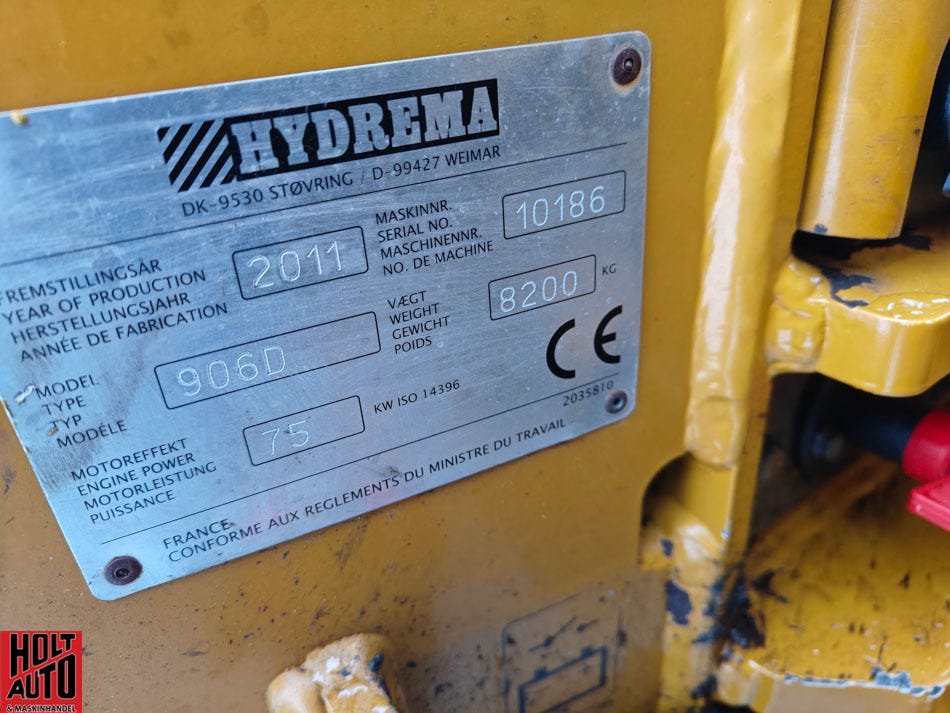 HYDREMA
DK-9530 STØVRING / D-99427 WEIMAR
FREMSTILLINGSÅR
YEAR OF PRODUCTION
HERSTELLUNGSJAHR
ANNÉE DE FABRICATION
2011
MASKINNR.
SERIAL NO.
MASCHINENNR.
NO. DE MACHINE
10186
MODEL
TYPE
TYP
MODÉLE
906D
VÆGT
WEIGHT
GEWICHT
POIDS
8200 KG
MOTOREFFEKT
ENGINE POWER
MOTORLEISTUNG
PUISSANCE
75 KW ISO 14396
CE
2035810
FRANCE
CONFORME AUX REGLEMENTS DU MINISTRE DU TRAVAIL
HOLT
AUTO
& MASKINHANDEL